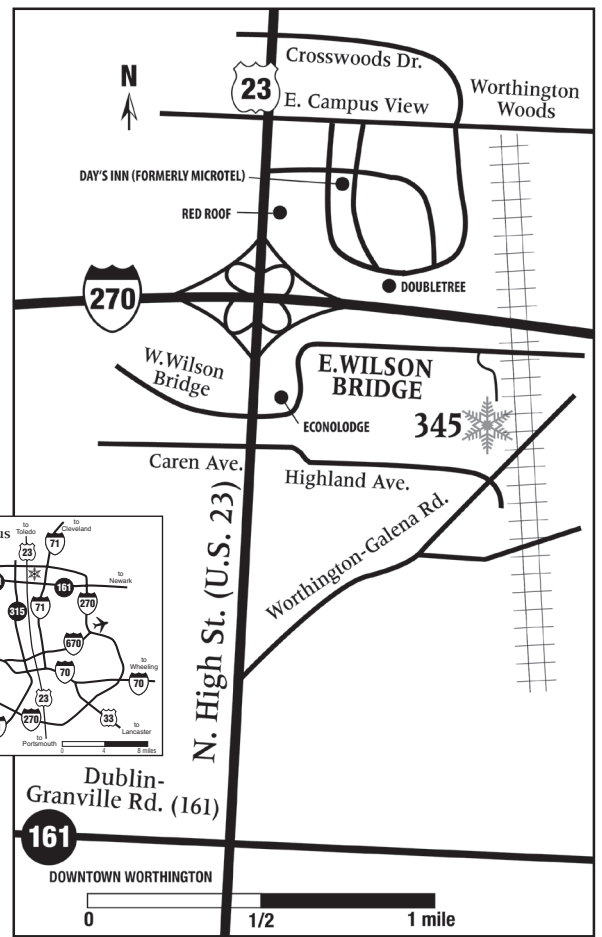 Crosswoods Dr.
N
23
E. Campus View
Worthington
Woods
DAY'S INN (FORMERLY MICROTEL)
RED ROOF
DOUBLETREE
270
W.Wilson
Bridge
E.WILSON
BRIDGE
345
ECONOLODGE
Caren Ave.
Highland Ave.
N. High St. (U.S. 23)
Worthington-Galena Rd.
us
to
Toledo
to
Cleveland
23
71
to
Newark
161
270
315
71
670
70
to
Wheeling
70
23
270
33
to
Portsmouth
to
Lancaster
0 4 8 miles
Dublin-
Granville Rd. (161)
161
DOWNTOWN WORTHINGTON
0 1/2 1 mile